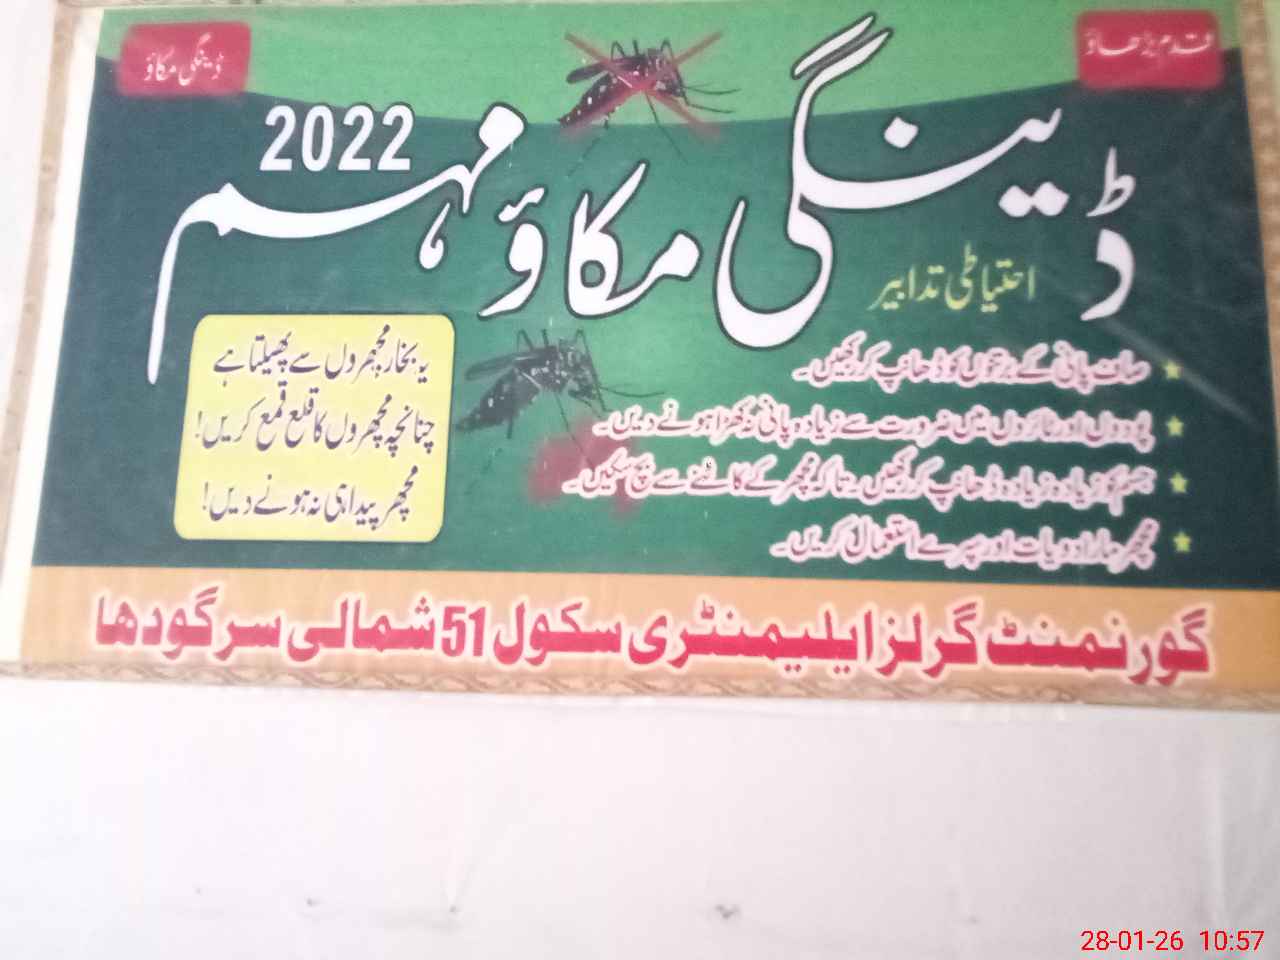 قدم بڑھاؤ
ڈینگی مکاؤ
ڈینگی مکاؤ مہم 2022
احتیاطی تدابیر
صاف پانی کے برتنوں کو ڈھانپ کر رکھیں۔
پودوں اور ٹائروں میں ضرورت سے زیادہ پانی نہ کھڑا ہونے دیں۔
جسم کو زیادہ زیادہ ڈھانپ کر رکھیں۔ تاکہ مچھر کے کاٹنے سے بچ سکیں۔
مچھر مار ادویات اور سپرے استعمال کریں۔
یہ بخار مچھروں سے پھیلتا ہے
چنانچہ مچھروں کا قلع قمع کریں!
مچھر پیدا ہی نہ ہونے دیں!
گورنمنٹ گرلز ایلیمنٹری سکول 51 شمالی سرگودھا
28-01-26 10:57